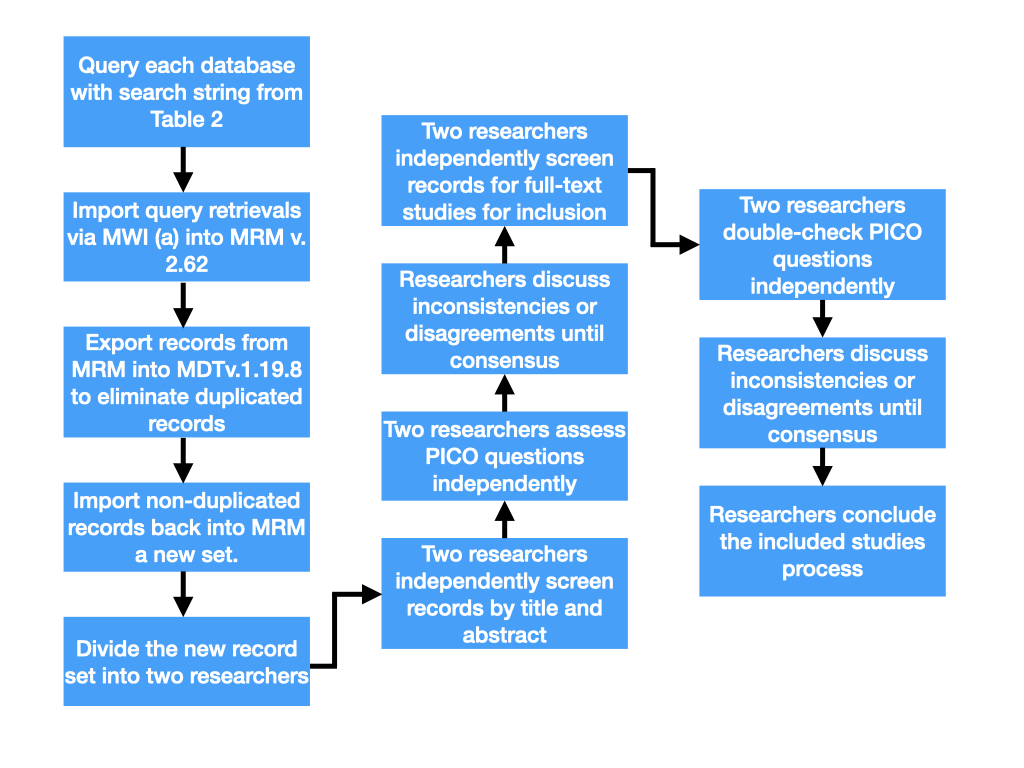 Query each database
with search string from
Table 2
Import query retrievals
via MWI (a) into MRM v.
2.62
Export records from
MRM into MDTv.1.19.8
to eliminate duplicated
records
Import non-duplicated
records back into MRM
a new set.
Divide the new record
set into two researchers
Two researchers
independently screen
records by title and
abstract
Two researchers assess
PICO questions
independently
Researchers discuss
inconsistencies or
disagreements until
consensus
Two researchers
independently screen
records for full-text
studies for inclusion
Two researchers
double-check PICO
questions
independently
Researchers discuss
inconsistencies or
disagreements until
consensus
Researchers conclude
the included studies
process